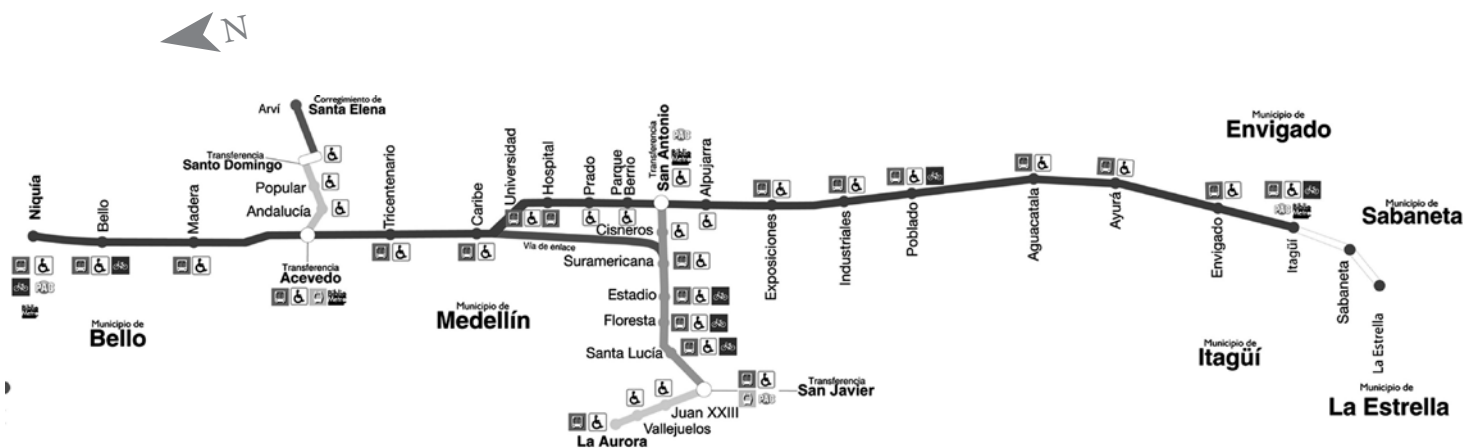 N
Arví
Corregimiento de
Santa Elena
Transferencia
Santo Domingo
Popular
Andalucía
Niquía
Bello
Madera
Transferencia
Acevedo
Tricentenario
Caribe
Universidad
Hospital
Prado
Parque
Berrio
Transferencia
San Antonio
Alpujarra
Vía de enlace
Cisneros
Suramericana
Estadio
Floresta
Santa Lucía
Transferencia
San Javier
Juan XXIII
Vallejuelos
La Aurora
Exposiciones
Industriales
Poblado
Aguacatala
Ayurá
Envigado
Itagüí
Sabaneta
La Estrella
Municipio de
Bello
Municipio de
Medellín
Municipio de
Envigado
Municipio de
Sabaneta
Municipio de
Itagüí
Municipio de
La Estrella